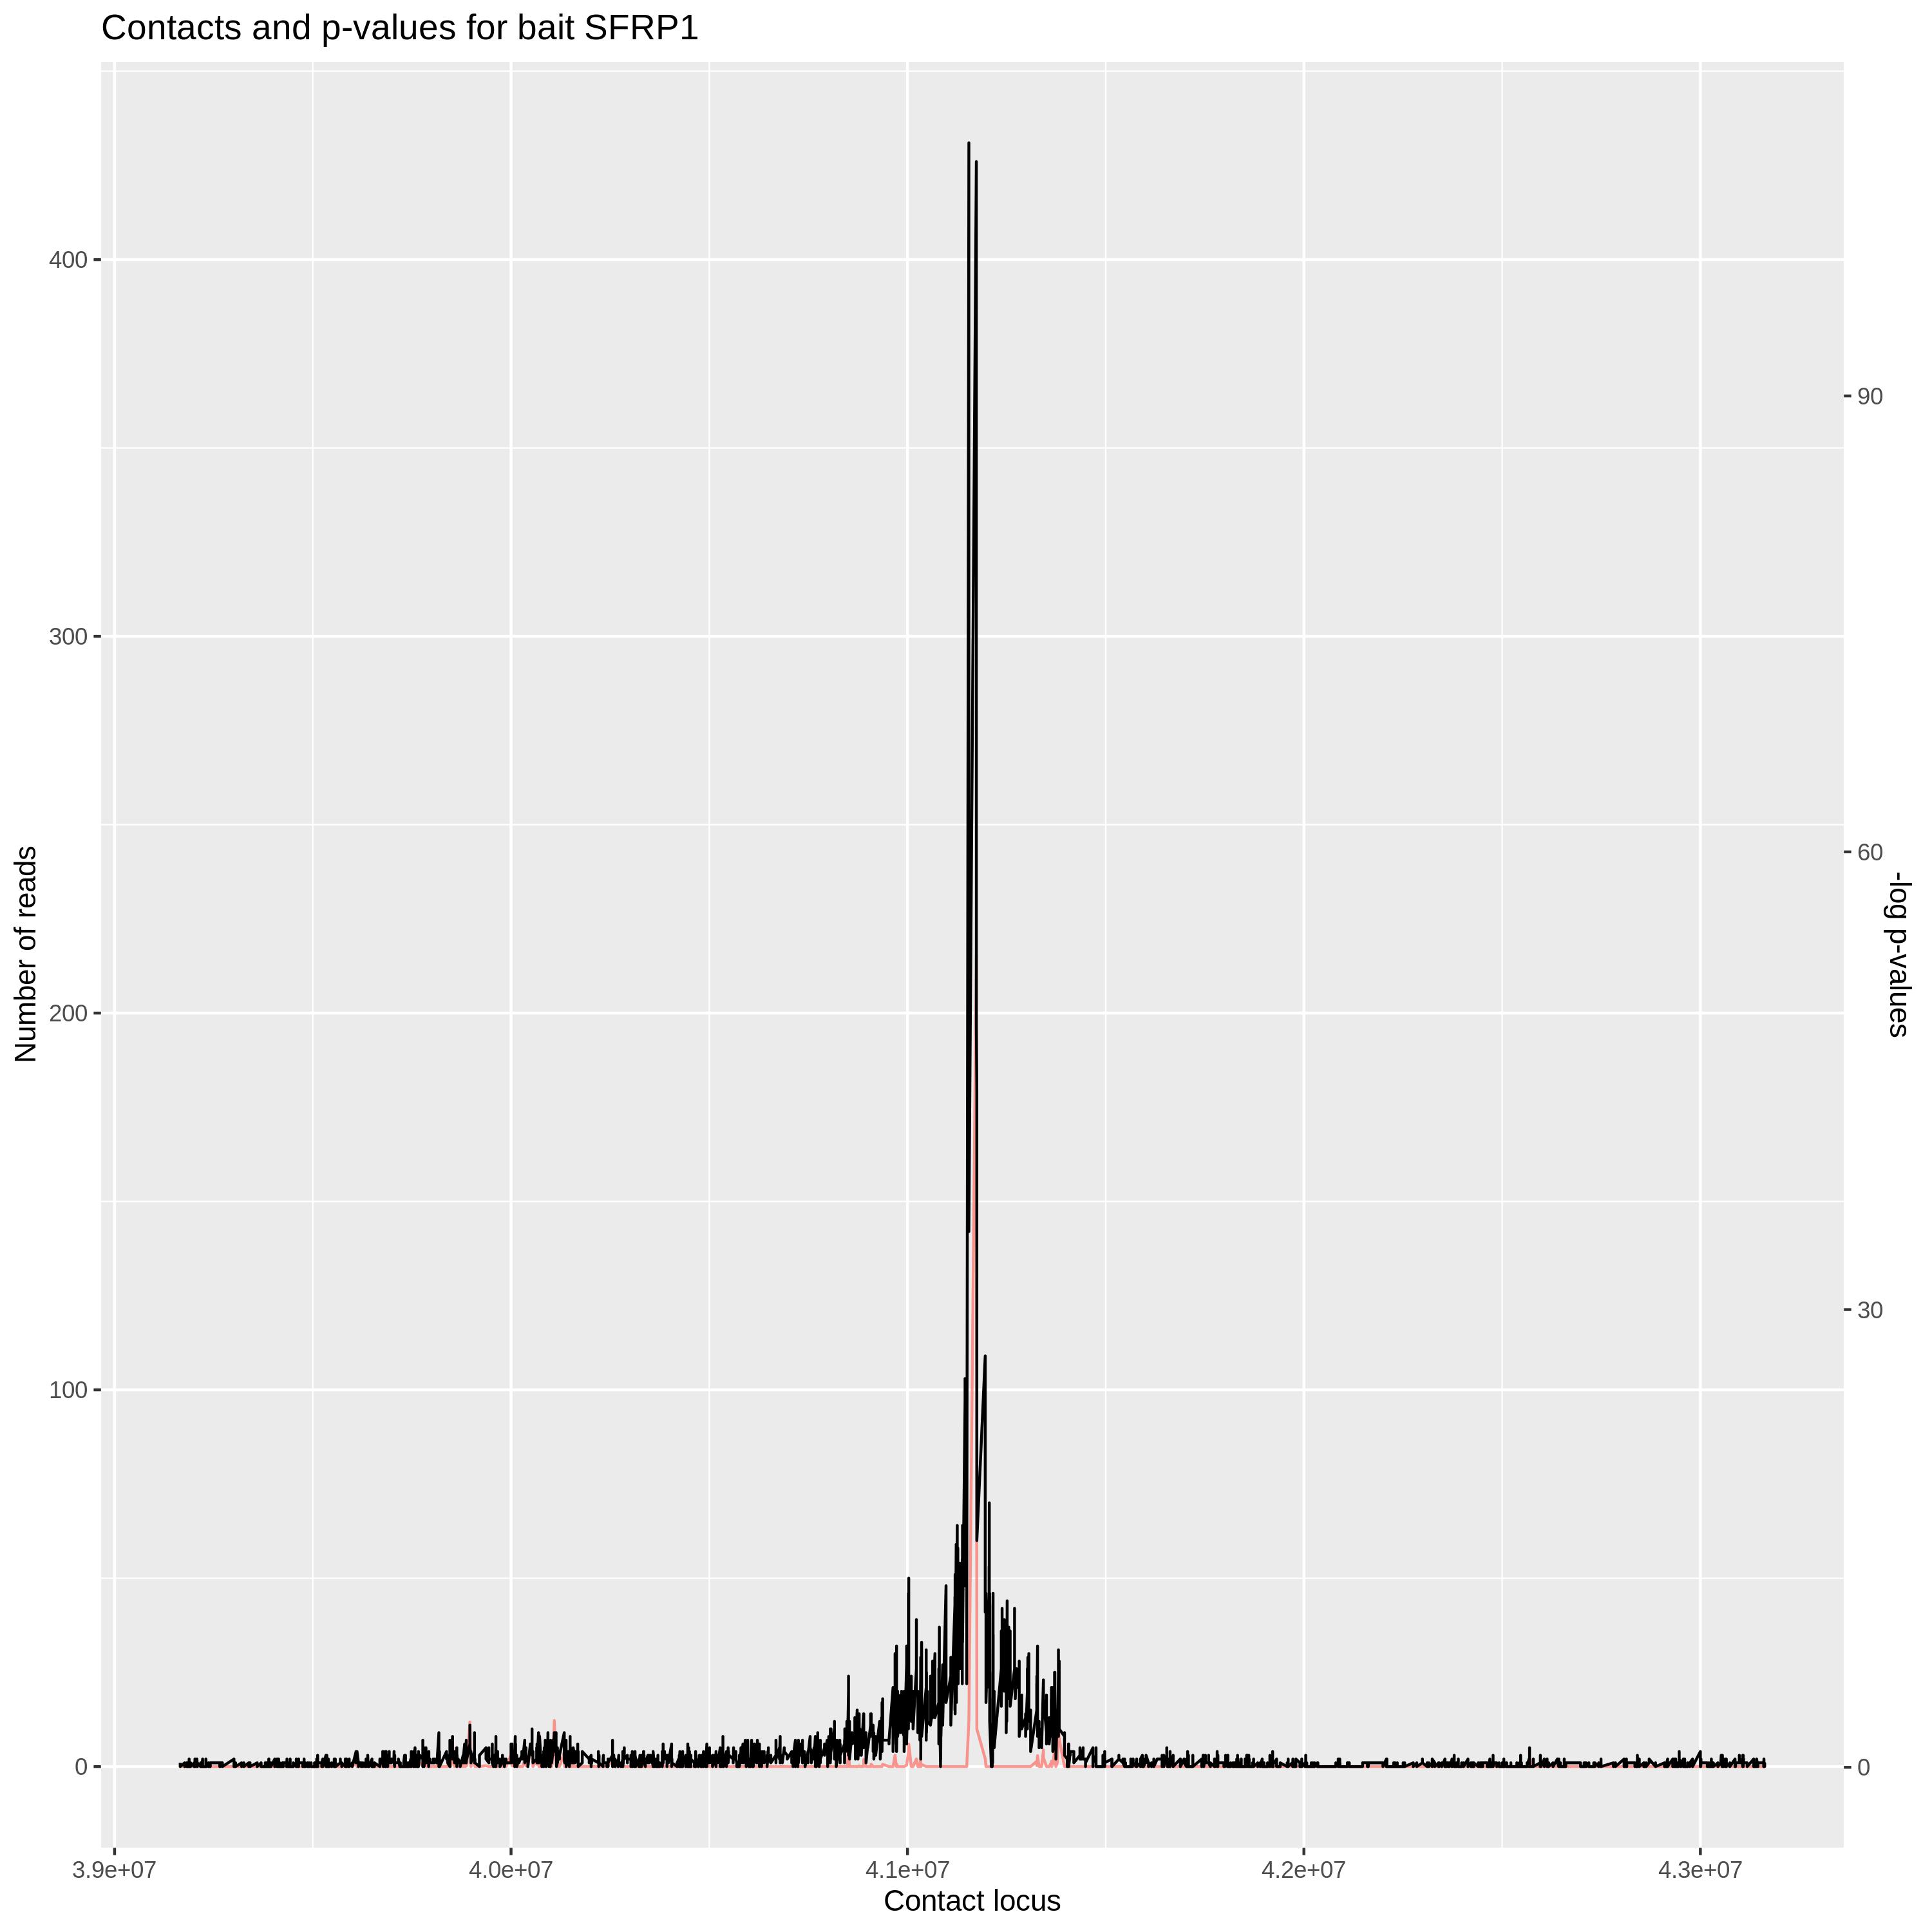 Contacts and p-values for bait SFRP1
Number of reads
400
300
200
100
0
90
60
30
0
-log p-values
3.9e+07
4.0e+07
4.1e+07
4.2e+07
4.3e+07
Contact locus